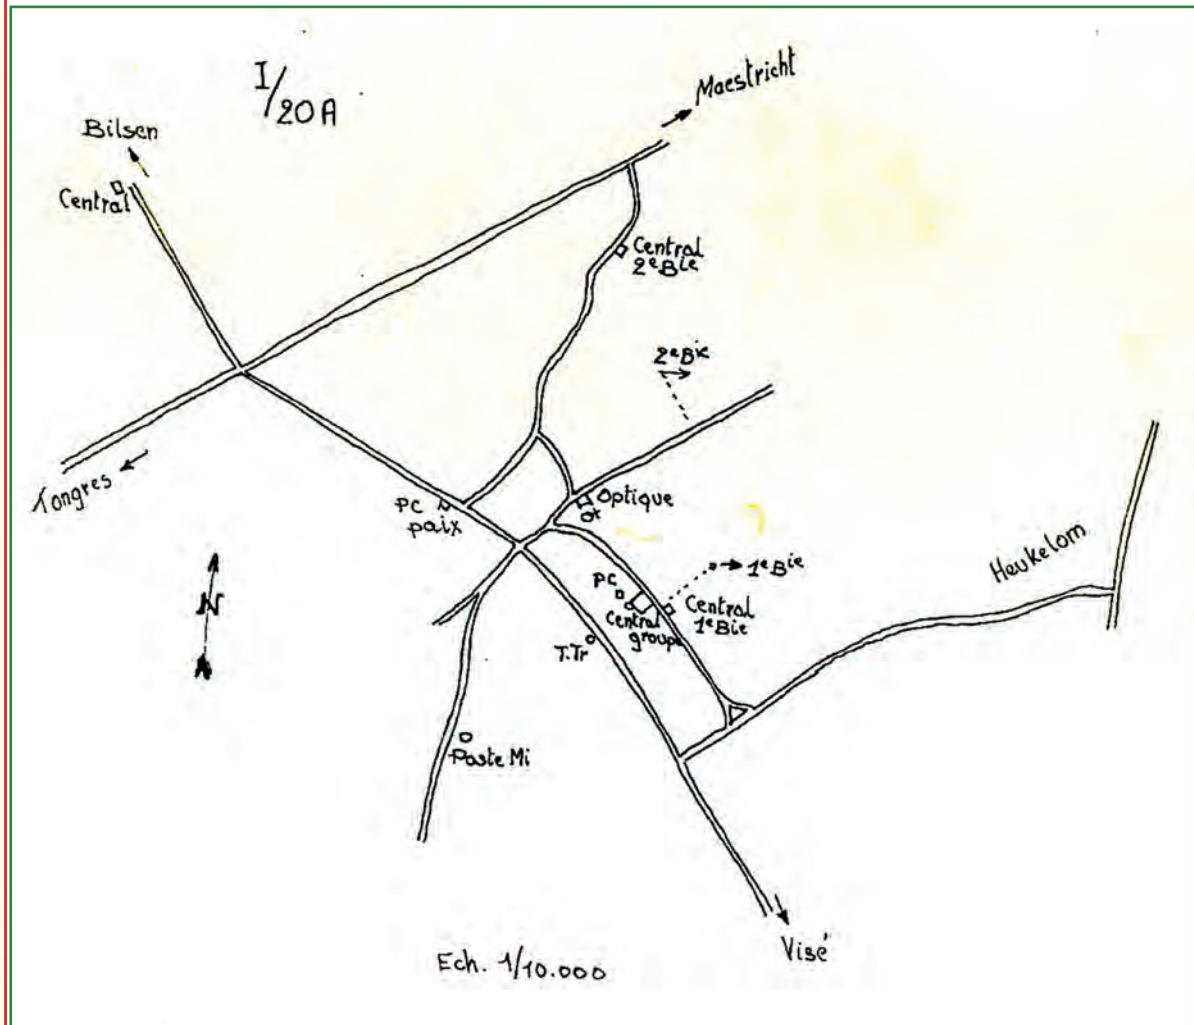 I/20A
Maestricht
Bilsen
Central
Central
2e Bie
2e Bie
Tongres
PC
paix
Optique
Heukelom
N
PC
1e Bie
Central
groupe
Central
1e Bie
T.Tr
Poste Mi
Visé
Ech. 1/10.000